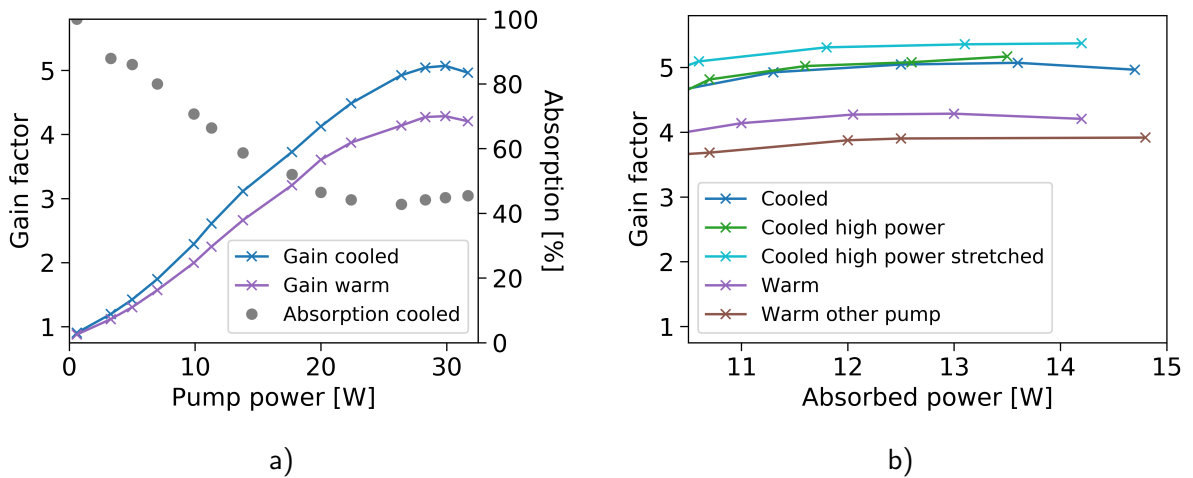 5
4
3
2
1
Gain factor
100
80
60
40
20
0
Absorption [%]
Gain cooled
Gain warm
Absorption cooled
0 10 20 30
Pump power [W]
a)
5
4
3
2
1
Gain factor
Cooled
Cooled high power
Cooled high power stretched
Warm
Warm other pump
11 12 13 14 15
Absorbed power [W]
b)